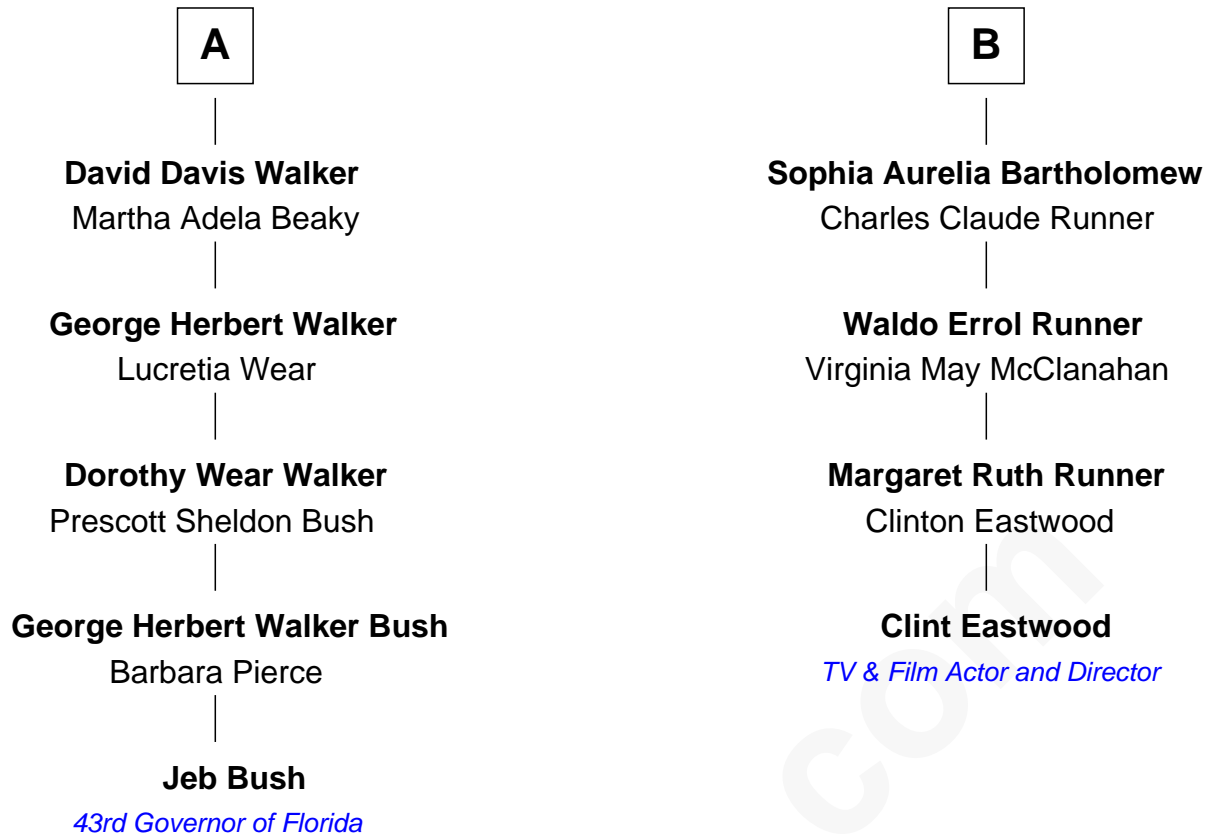 A
David Davis Walker
Martha Adela Beaky
George Herbert Walker
Lucretia Wear
Dorothy Wear Walker
Prescott Sheldon Bush
George Herbert Walker Bush
Barbara Pierce
Jeb Bush
43rd Governor of Florida
B
Sophia Aurelia Bartholomew
Charles Claude Runner
Waldo Errol Runner
Virginia May McClanahan
Margaret Ruth Runner
Clinton Eastwood
Clint Eastwood
TV & Film Actor and Director
com